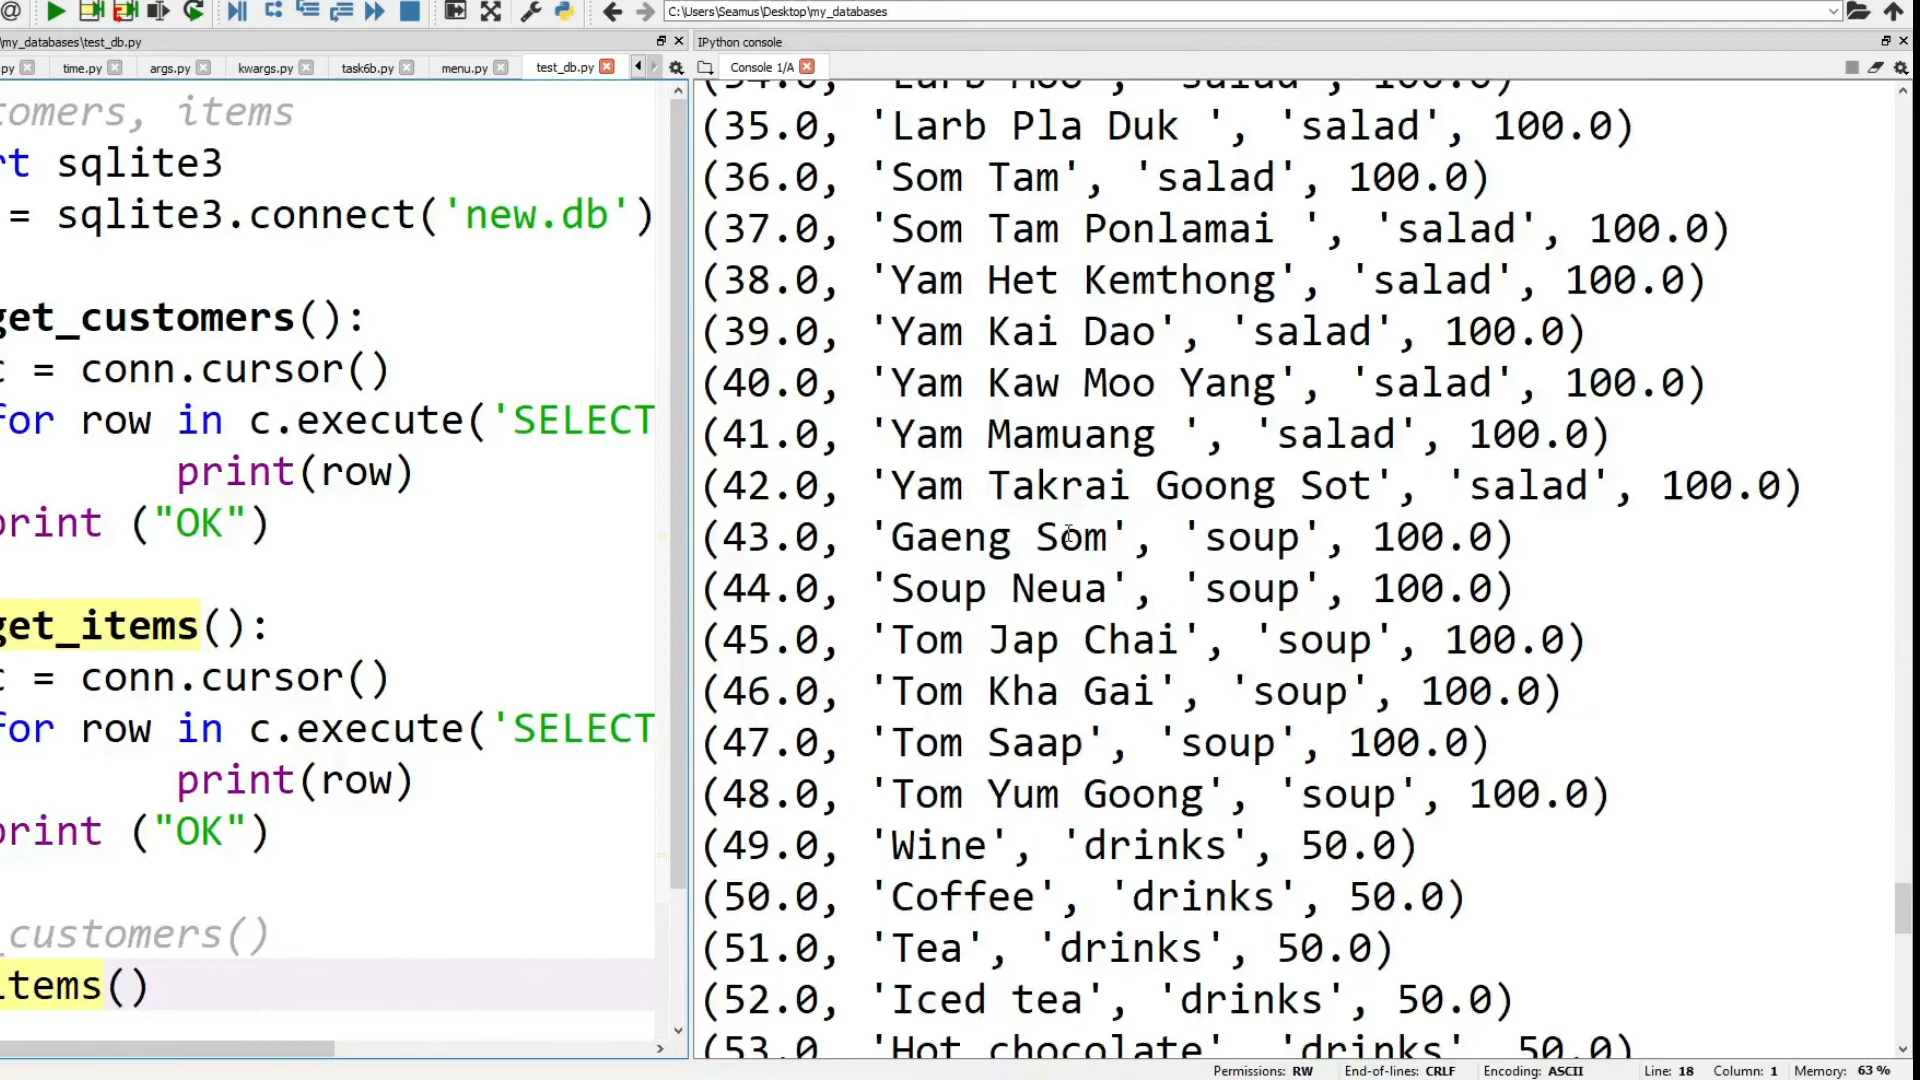 C:\Users\Seamus\Desktop\my_databases
/my_databases\test_db.py
py
time.py
args.py
kwargs.py
task6b.py
menu.py
test_db.py
tomers, items
rt sqlite3
= sqlite3.connect('new.db')
get_customers():
c = conn.cursor()
for row in c.execute('SELECT
print(row)
print ("OK")
get_items():
c = conn.cursor()
for row in c.execute('SELECT
print(row)
print ("OK")
_customers()
items()
IPython console
Console 1/A
(34.0, 'Larb Moo', 'salad', 100.0)
(35.0, 'Larb Pla Duk ', 'salad', 100.0)
(36.0, 'Som Tam', 'salad', 100.0)
(37.0, 'Som Tam Ponlamai ', 'salad', 100.0)
(38.0, 'Yam Het Kemthong', 'salad', 100.0)
(39.0, 'Yam Kai Dao', 'salad', 100.0)
(40.0, 'Yam Kaw Moo Yang', 'salad', 100.0)
(41.0, 'Yam Mamuang ', 'salad', 100.0)
(42.0, 'Yam Takrai Goong Sot', 'salad', 100.0)
(43.0, 'Gaeng Som', 'soup', 100.0)
(44.0, 'Soup Neua', 'soup', 100.0)
(45.0, 'Tom Jap Chai', 'soup', 100.0)
(46.0, 'Tom Kha Gai', 'soup', 100.0)
(47.0, 'Tom Saap', 'soup', 100.0)
(48.0, 'Tom Yum Goong', 'soup', 100.0)
(49.0, 'Wine', 'drinks', 50.0)
(50.0, 'Coffee', 'drinks', 50.0)
(51.0, 'Tea', 'drinks', 50.0)
(52.0, 'Iced tea', 'drinks', 50.0)
(53.0, 'Hot chocolate', 'drinks', 50.0)
Permissions: RW End-of-lines: CRLF Encoding: ASCII Line: 18 Column: 1 Memory: 63 %